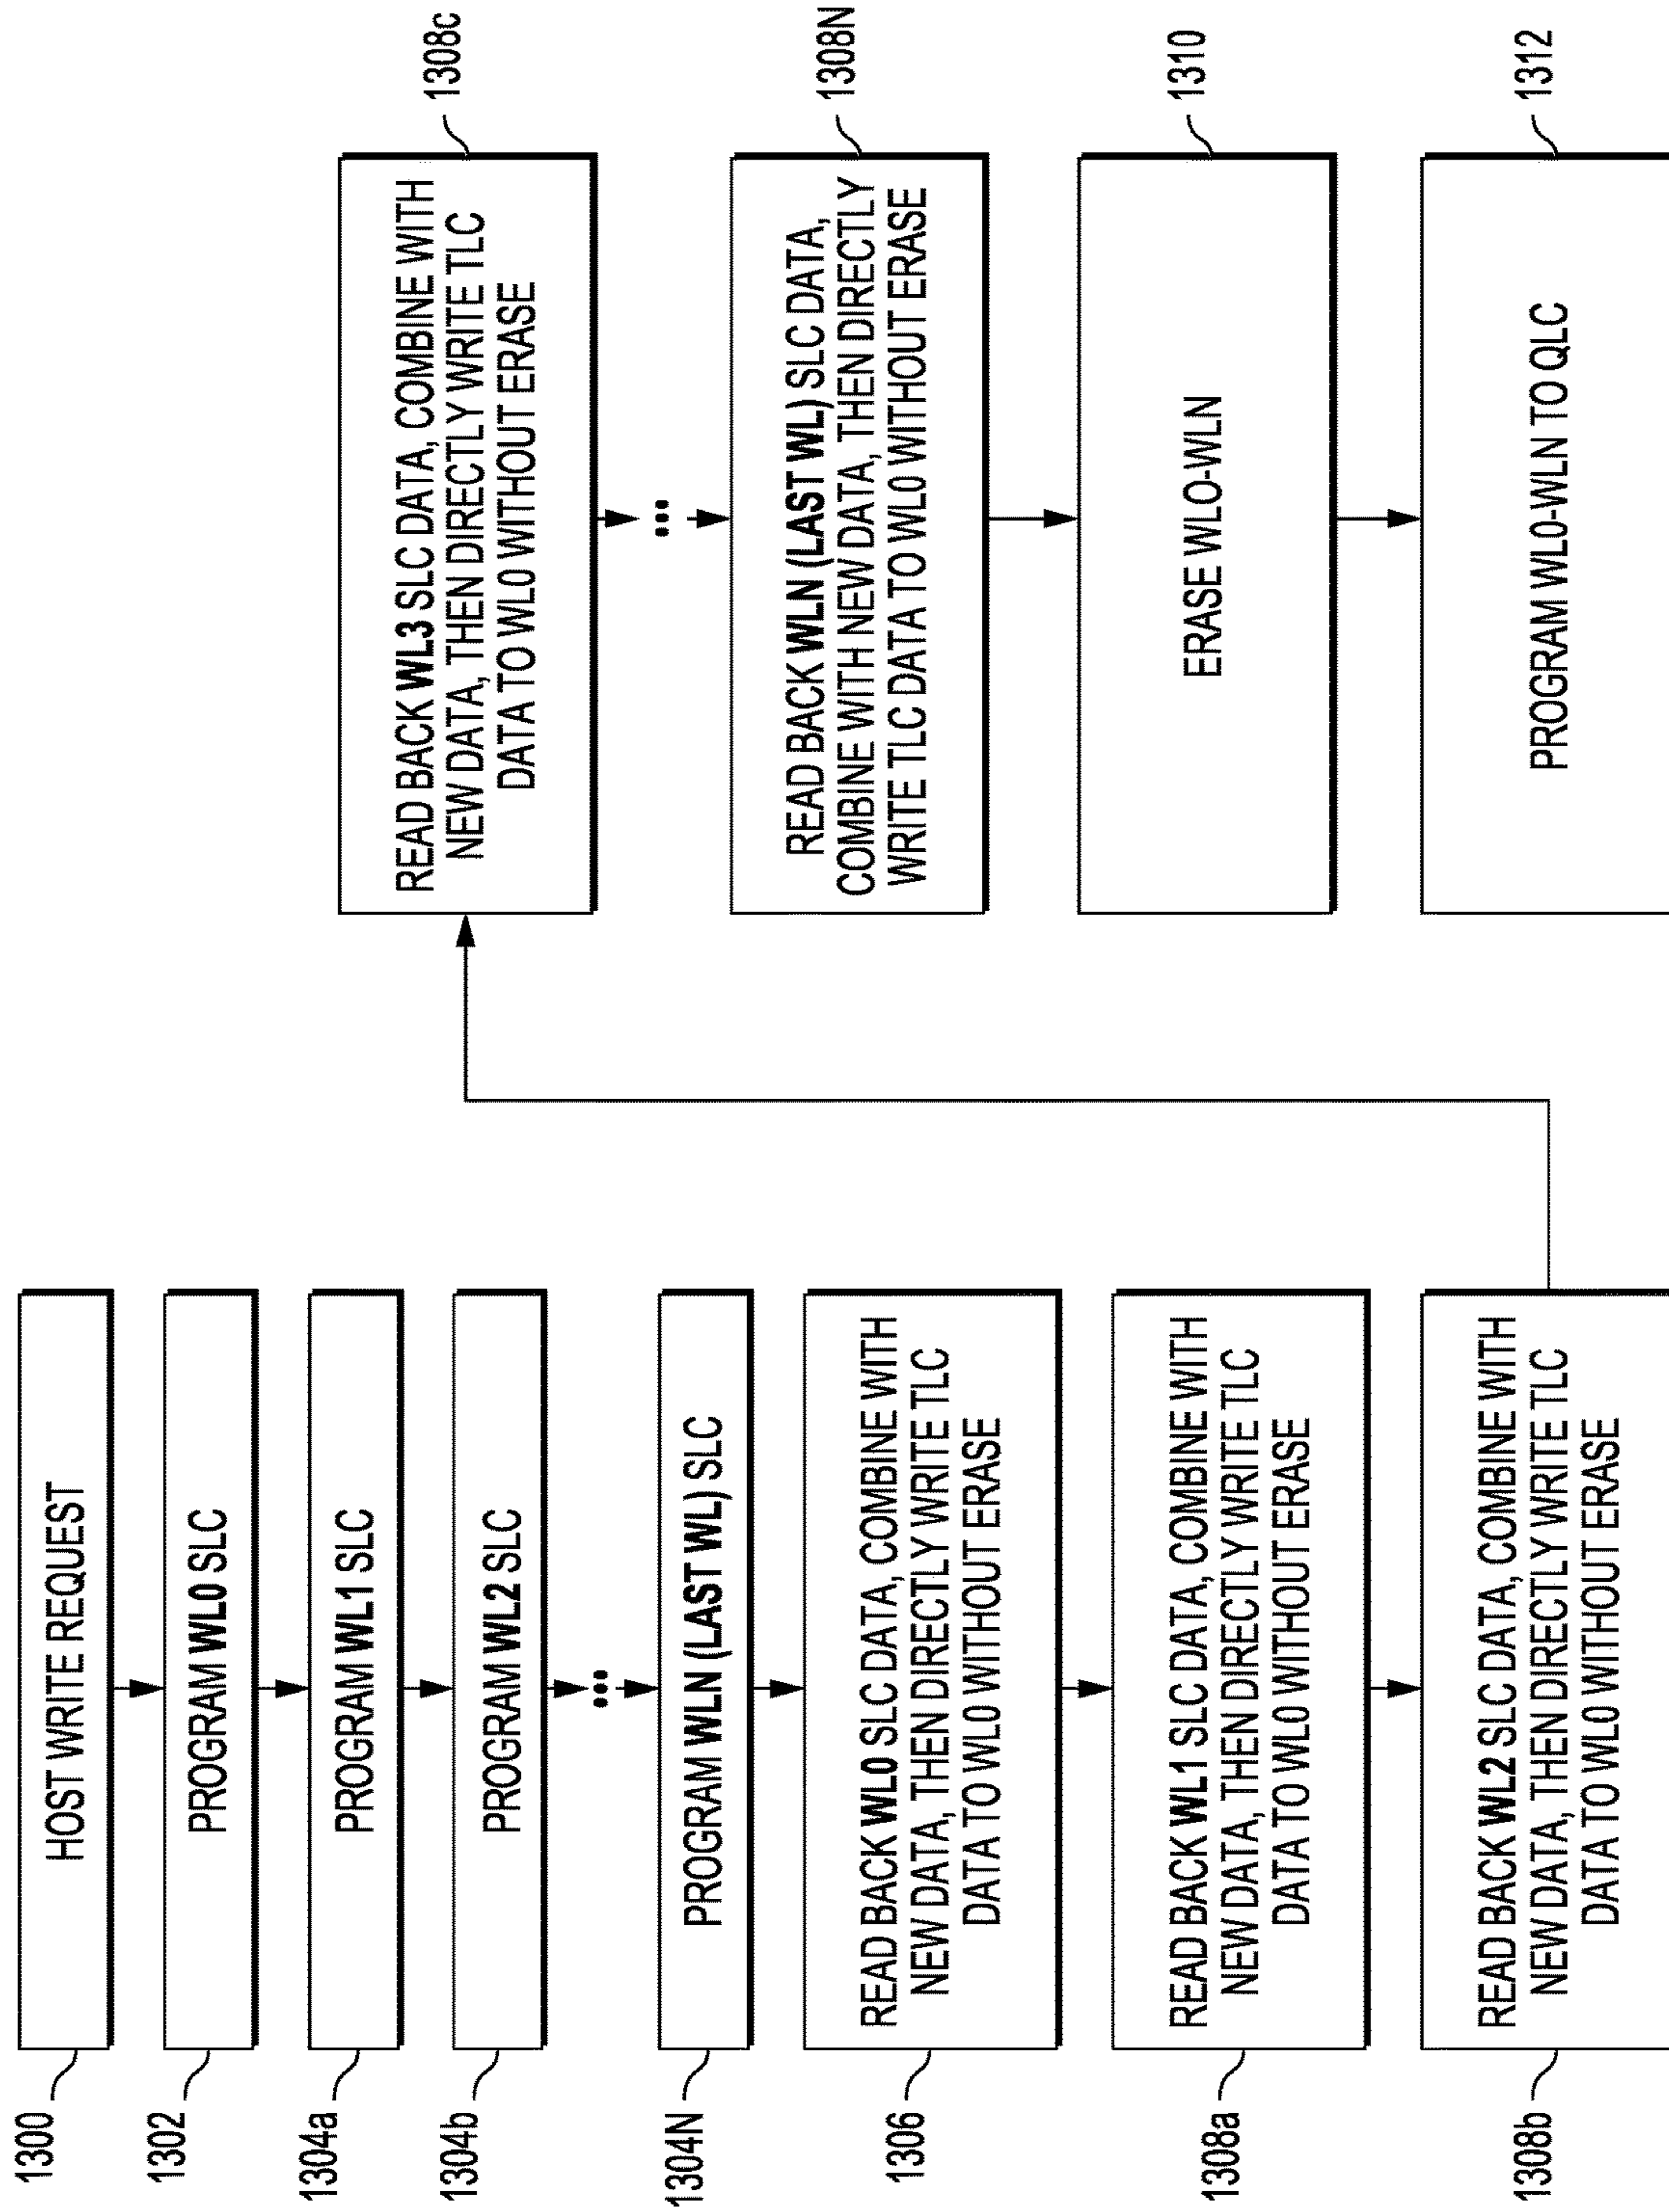 1300
HOST WRITE REQUEST
1302
PROGRAM WL0 SLC
1304a
PROGRAM WL1 SLC
1304b
PROGRAM WL2 SLC
...
1304N
PROGRAM WLN (LAST WL) SLC
1306
READ BACK WL0 SLC DATA, COMBINE WITH
NEW DATA, THEN DIRECTLY WRITE TLC
DATA TO WL0 WITHOUT ERASE
1308a
READ BACK WL1 SLC DATA, COMBINE WITH
NEW DATA, THEN DIRECTLY WRITE TLC
DATA TO WL0 WITHOUT ERASE
1308b
READ BACK WL2 SLC DATA, COMBINE WITH
NEW DATA, THEN DIRECTLY WRITE TLC
DATA TO WL0 WITHOUT ERASE
1308c
READ BACK WL3 SLC DATA, COMBINE WITH
NEW DATA, THEN DIRECTLY WRITE TLC
DATA TO WL0 WITHOUT ERASE
...
1308N
READ BACK WLN (LAST WL) SLC DATA,
COMBINE WITH NEW DATA, THEN DIRECTLY
WRITE TLC DATA TO WL0 WITHOUT ERASE
1310
ERASE WLO-WLN
1312
PROGRAM WL0-WLN TO QLC